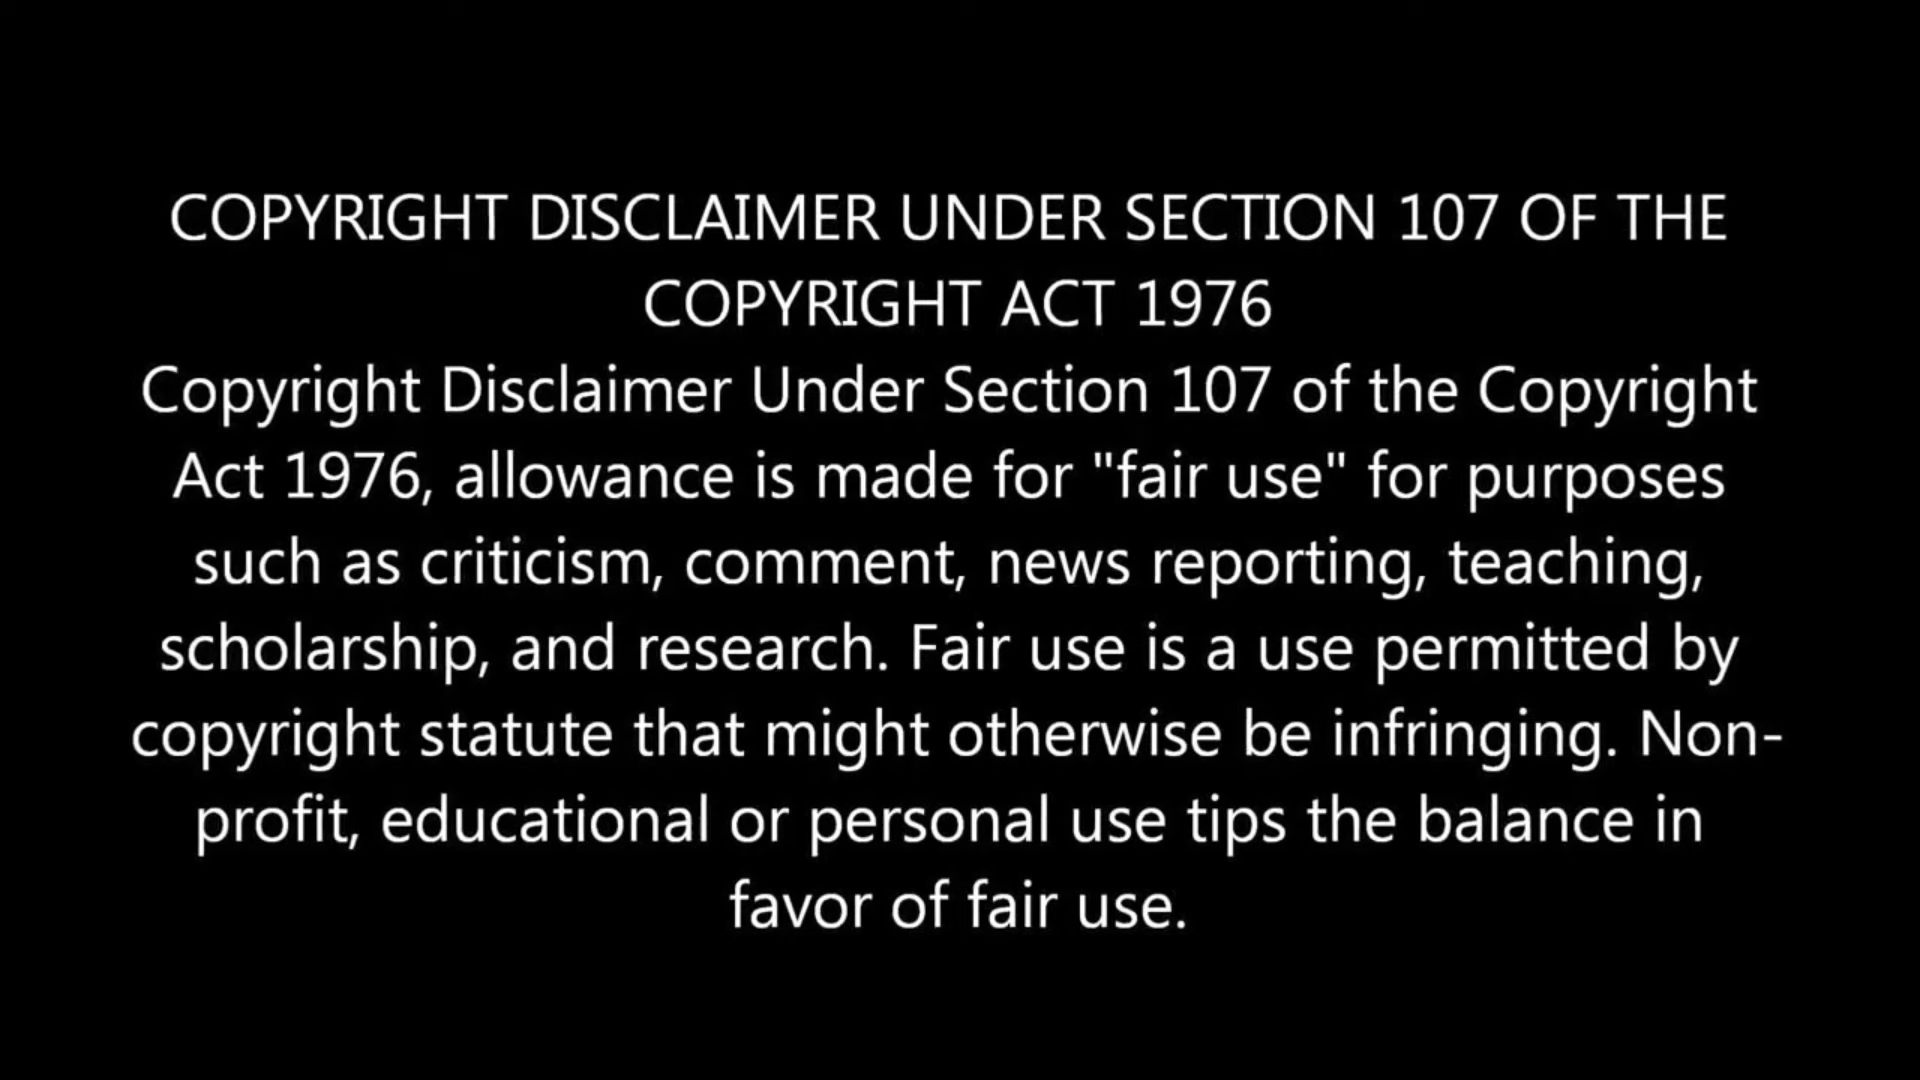 COPYRIGHT DISCLAIMER UNDER SECTION 107 OF THE
COPYRIGHT ACT 1976
Copyright Disclaimer Under Section 107 of the Copyright
Act 1976, allowance is made for "fair use" for purposes
such as criticism, comment, news reporting, teaching,
scholarship, and research. Fair use is a use permitted by
copyright statute that might otherwise be infringing. Non-
profit, educational or personal use tips the balance in
favor of fair use.